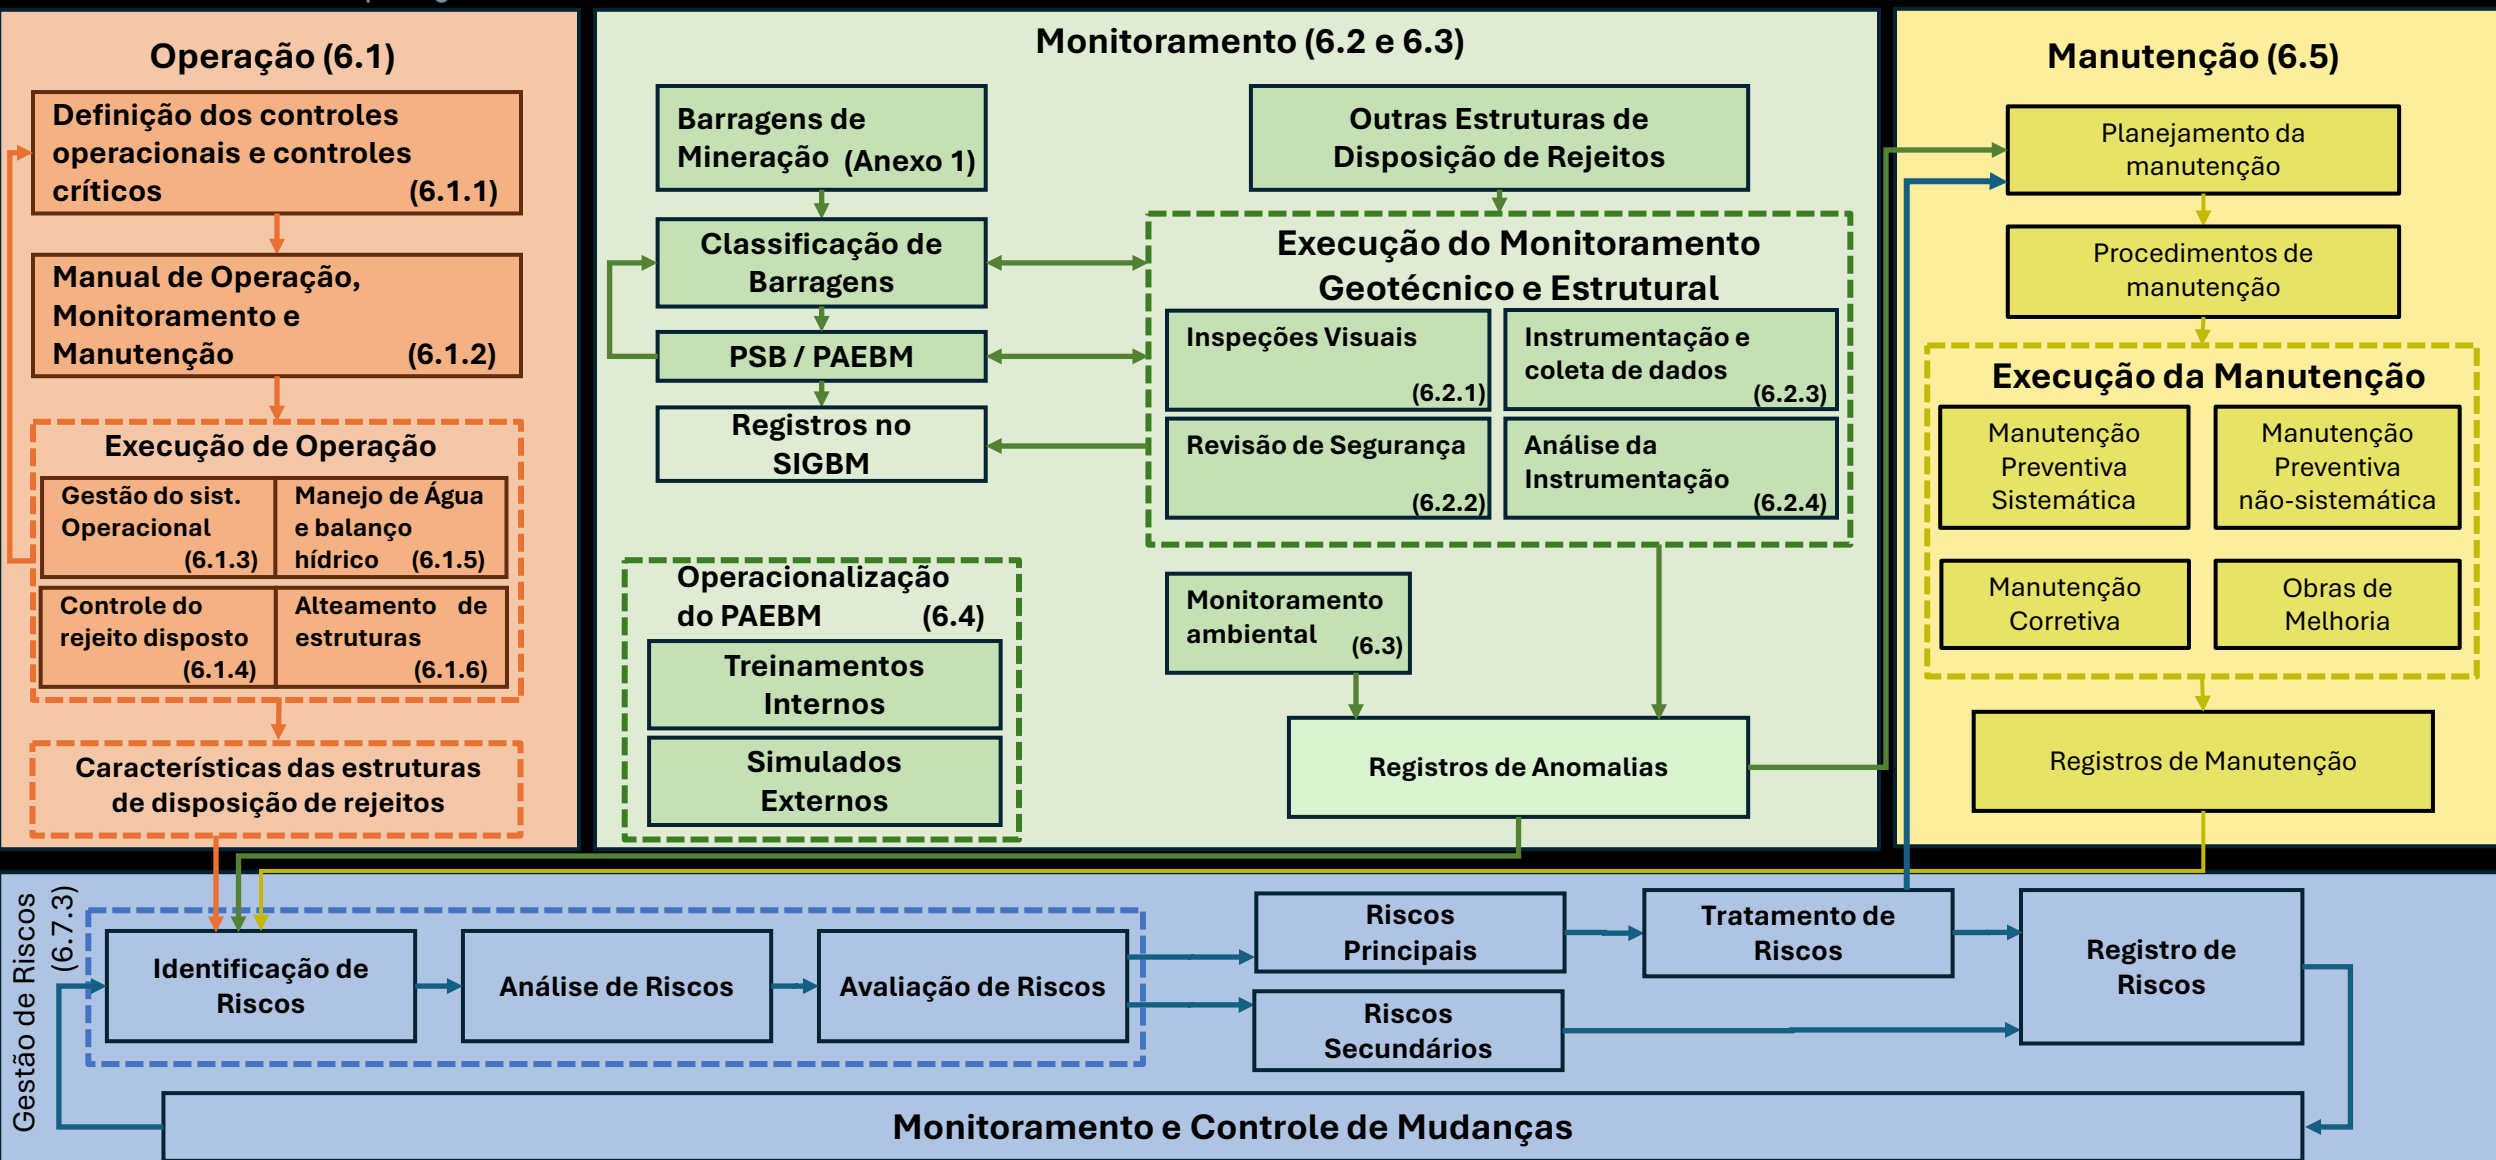 Operação (6.1)
Definição dos controles
operacionais e controles
críticos (6.1.1)
Manual de Operação,
Monitoramento e
Manutenção (6.1.2)
Execução de Operação
Gestão do sist.
Operacional
(6.1.3)
Manejo de Água
e balanço
hídrico (6.1.5)
Controle do
rejeito disposto
(6.1.4)
Alteamento de
estruturas
(6.1.6)
Características das estruturas
de disposição de rejeitos
Monitoramento (6.2 e 6.3)
Barragens de
Mineração (Anexo 1)
Classificação de
Barragens
PSB / PAEBM
Registros no
SIGBM
Outras Estruturas de
Disposição de Rejeitos
Execução do Monitoramento
Geotécnico e Estrutural
Inspeções Visuais
(6.2.1)
Instrumentação e
coleta de dados
(6.2.3)
Revisão de Segurança
(6.2.2)
Análise da
Instrumentação
(6.2.4)
Operacionalização
do PAEBM (6.4)
Treinamentos
Internos
Simulados
Externos
Monitoramento
ambiental
(6.3)
Registros de Anomalias
Manutenção (6.5)
Planejamento da
manutenção
Procedimentos de
manutenção
Execução da Manutenção
Manutenção
Preventiva
Sistemática
Manutenção
Preventiva
não-sistemática
Manutenção
Corretiva
Obras de
Melhoria
Registros de Manutenção
Gestão de Riscos
(6.7.3)
Identificação de
Riscos
Análise de Riscos
Avaliação de Riscos
Riscos
Principais
Riscos
Secundários
Tratamento de
Riscos
Registro de
Riscos
Monitoramento e Controle de Mudanças